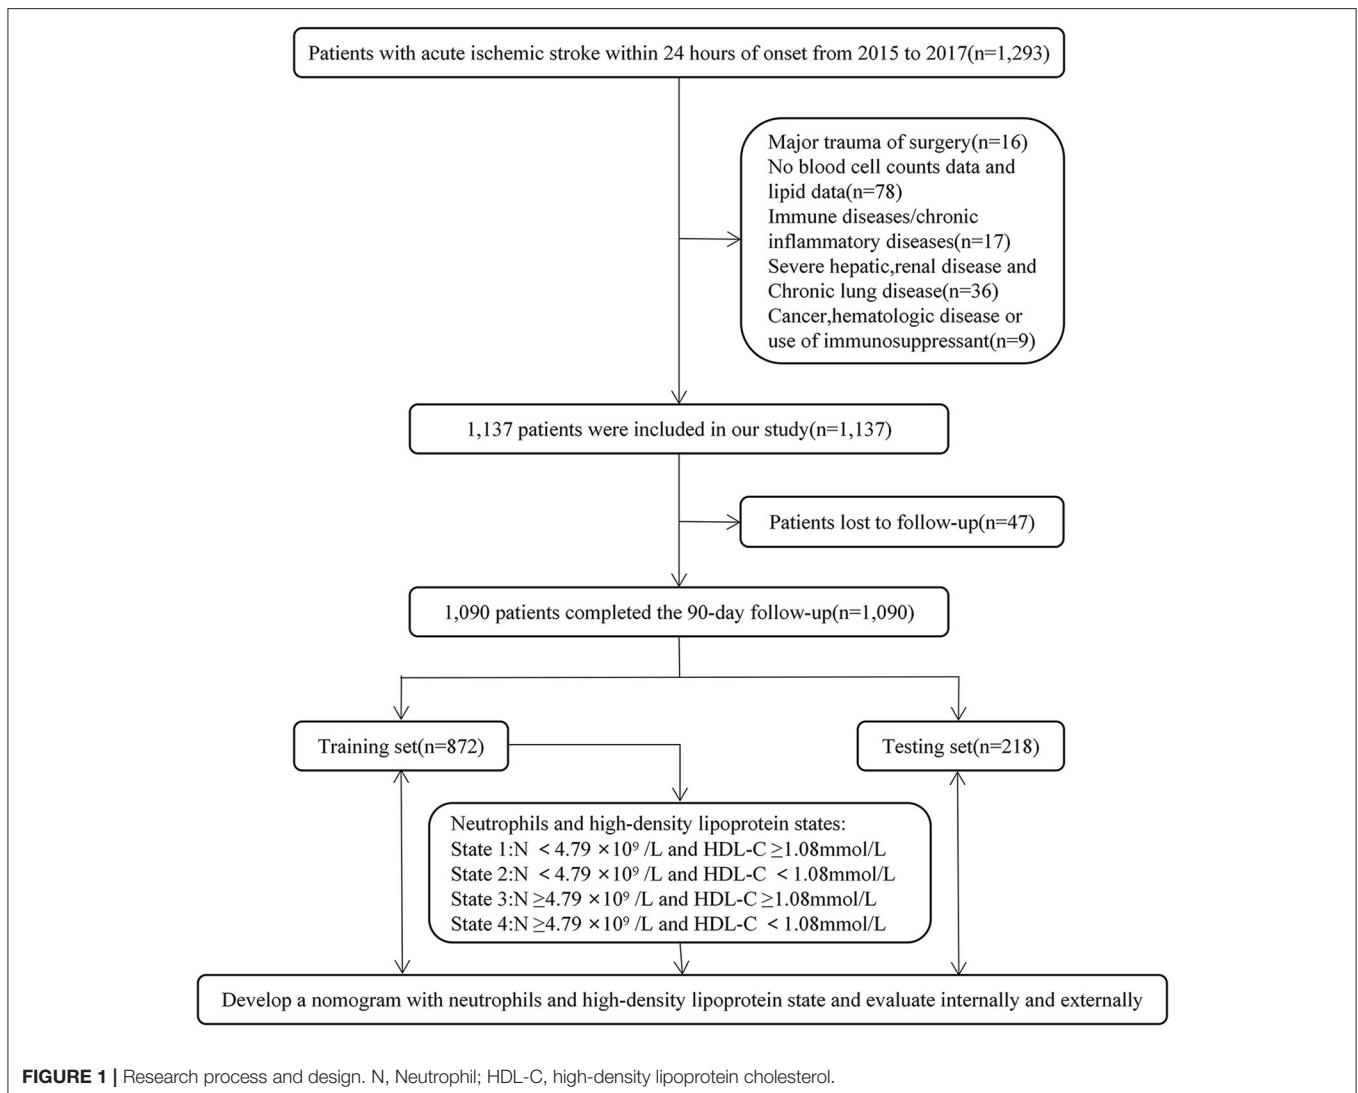 Patients with acute ischemic stroke within 24 hours of onset from 2015 to 2017(n=1,293)
Major trauma of surgery(n=16)
No blood cell counts data and
lipid data(n=78)
Immune diseases/chronic
inflammatory diseases(n=17)
Severe hepatic,renal disease and
Chronic lung disease(n=36)
Cancer,hematologic disease or
use of immunosuppressant(n=9)
1,137 patients were included in our study(n=1,137)
Patients lost to follow-up(n=47)
1,090 patients completed the 90-day follow-up(n=1,090)
Training set(n=872)
Testing set(n=218)
Neutrophils and high-density lipoprotein states:
State 1:N < 4.79 ×10⁹ /L and HDL-C ≥1.08mmol/L
State 2:N < 4.79 ×10⁹ /L and HDL-C < 1.08mmol/L
State 3:N ≥4.79 ×10⁹ /L and HDL-C ≥1.08mmol/L
State 4:N ≥4.79 ×10⁹ /L and HDL-C < 1.08mmol/L
Develop a nomogram with neutrophils and high-density lipoprotein state and evaluate internally and externally
FIGURE 1 | Research process and design. N, Neutrophil; HDL-C, high-density lipoprotein cholesterol.